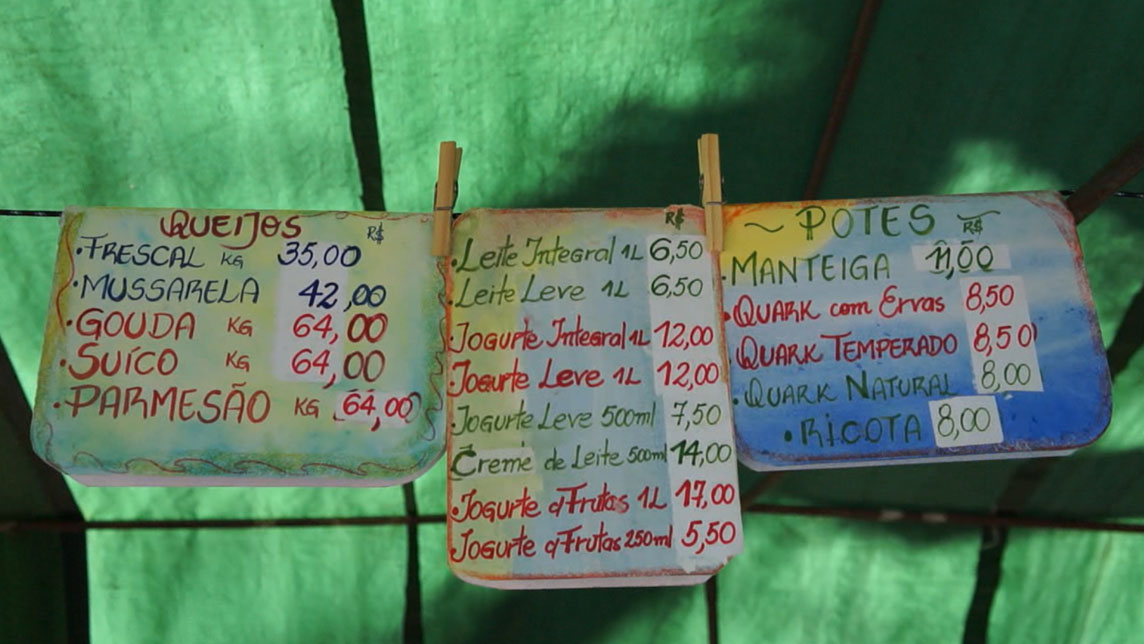 QUEIJOS R$
•FRESCAL KG 35,00
•MUSSARELA 42,00
•GOUDA KG 64,00
•SUÍCO KG 64,00
•PARMESÃO KG 64,00
R$
•Leite Integral 1L 6,50
•Leite Leve 1L 6,50
•Jogurte Integral 1L 12,00
•Jogurte Leve 1L 12,00
Jogurte Leve 500ml 7,50
Creme de Leite 500ml 14,00
•Jogurte c/Frutas 1L 17,00
•Jogurte c/Frutas 250ml 5,50
~POTES R$
•MANTEIGA 11,00
•QUARK com Ervas 8,50
•QUARK TEMPERADO 8,50
•QUARK NATURAL 8,00
•RICOTA 8,00